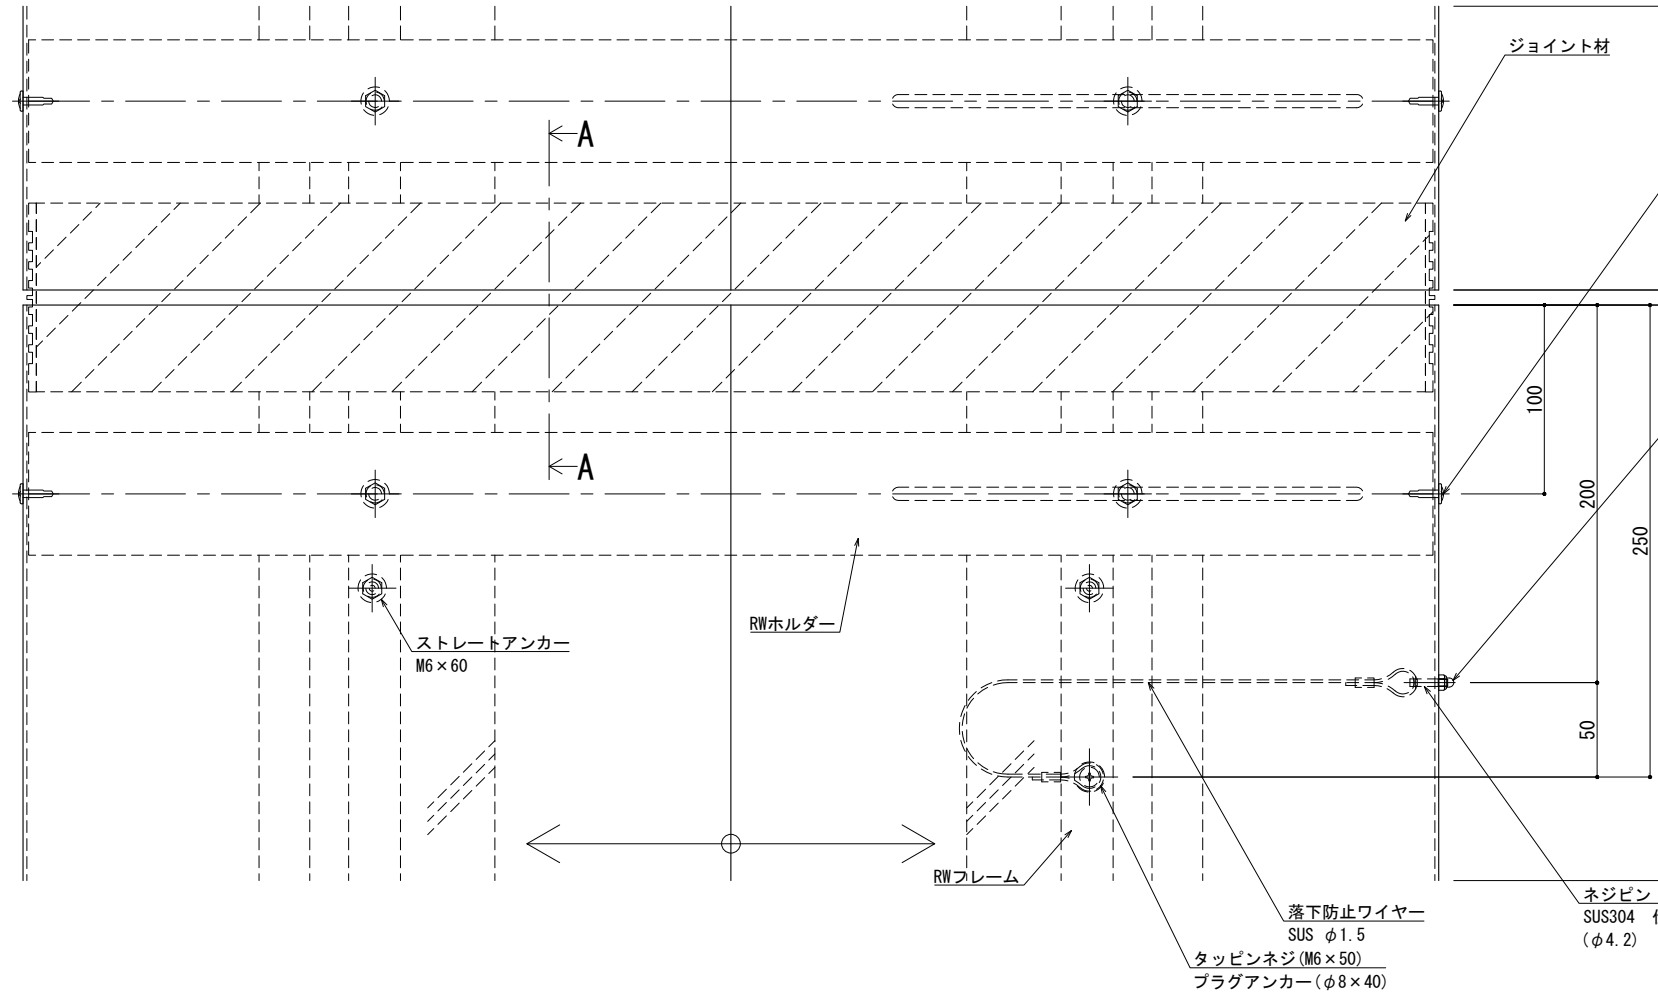 ジョイント材
A
100
200
250
A
RWホルダー
ストレートアンカー
M6×60
50
RWフレーム
ネジピン
SUS304
(φ4.2)
落下防止ワイヤー
SUS φ1.5
タッピンネジ(M6×50)
プラグアンカー(φ8×40)